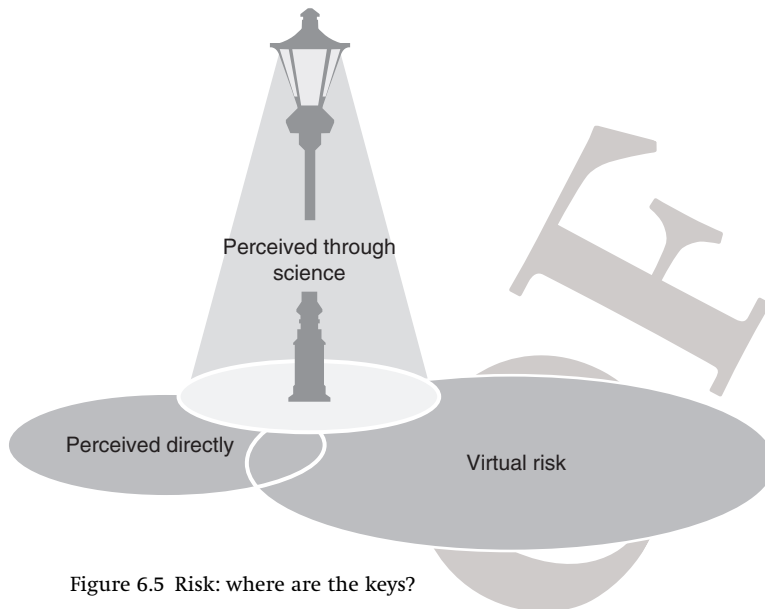 Perceived through
science
Perceived directly
Virtual risk
Figure 6.5 Risk: where are the keys?